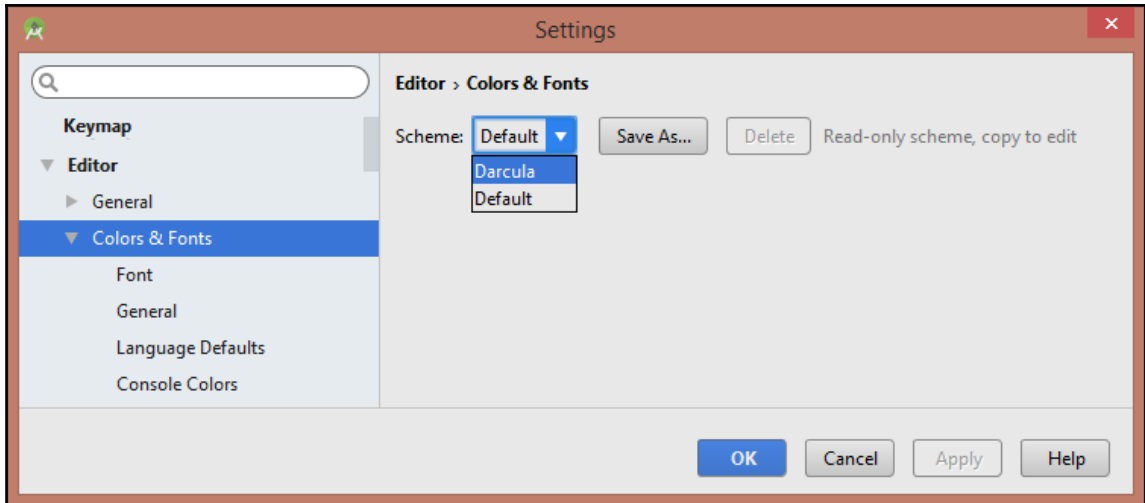 Settings
Keymap
Editor
General
Colors & Fonts
Font
General
Language Defaults
Console Colors
Editor › Colors & Fonts
Scheme: Default Save As... Delete Read-only scheme, copy to edit
Darcula
Default
OK Cancel Apply Help